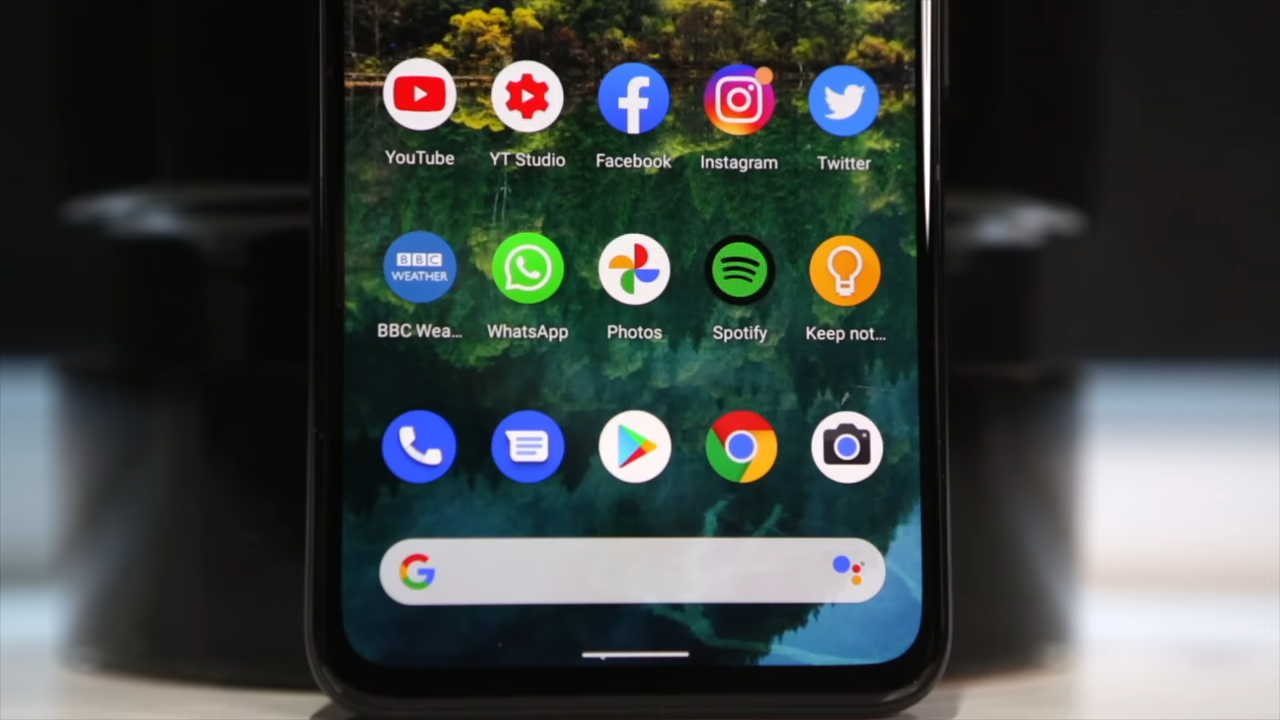 YouTube
YT Studio
Facebook
Instagram
Twitter
BBC
WEATHER
BBC Wea...
WhatsApp
Photos
Spotify
Keep not...
G